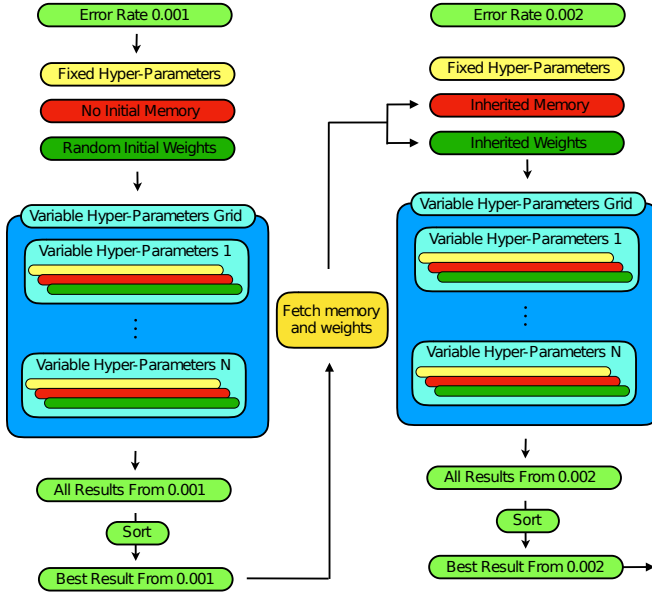 Error Rate 0.001
Fixed Hyper-Parameters
No Initial Memory
Random Initial Weights
Variable Hyper-Parameters Grid
Variable Hyper-Parameters 1
Variable Hyper-Parameters N
All Results From 0.001
Sort
Best Result From 0.001
Fetch memory
and weights
Error Rate 0.002
Fixed Hyper-Parameters
Inherited Memory
Inherited Weights
Variable Hyper-Parameters Grid
Variable Hyper-Parameters 1
Variable Hyper-Parameters N
All Results From 0.002
Sort
Best Result From 0.002